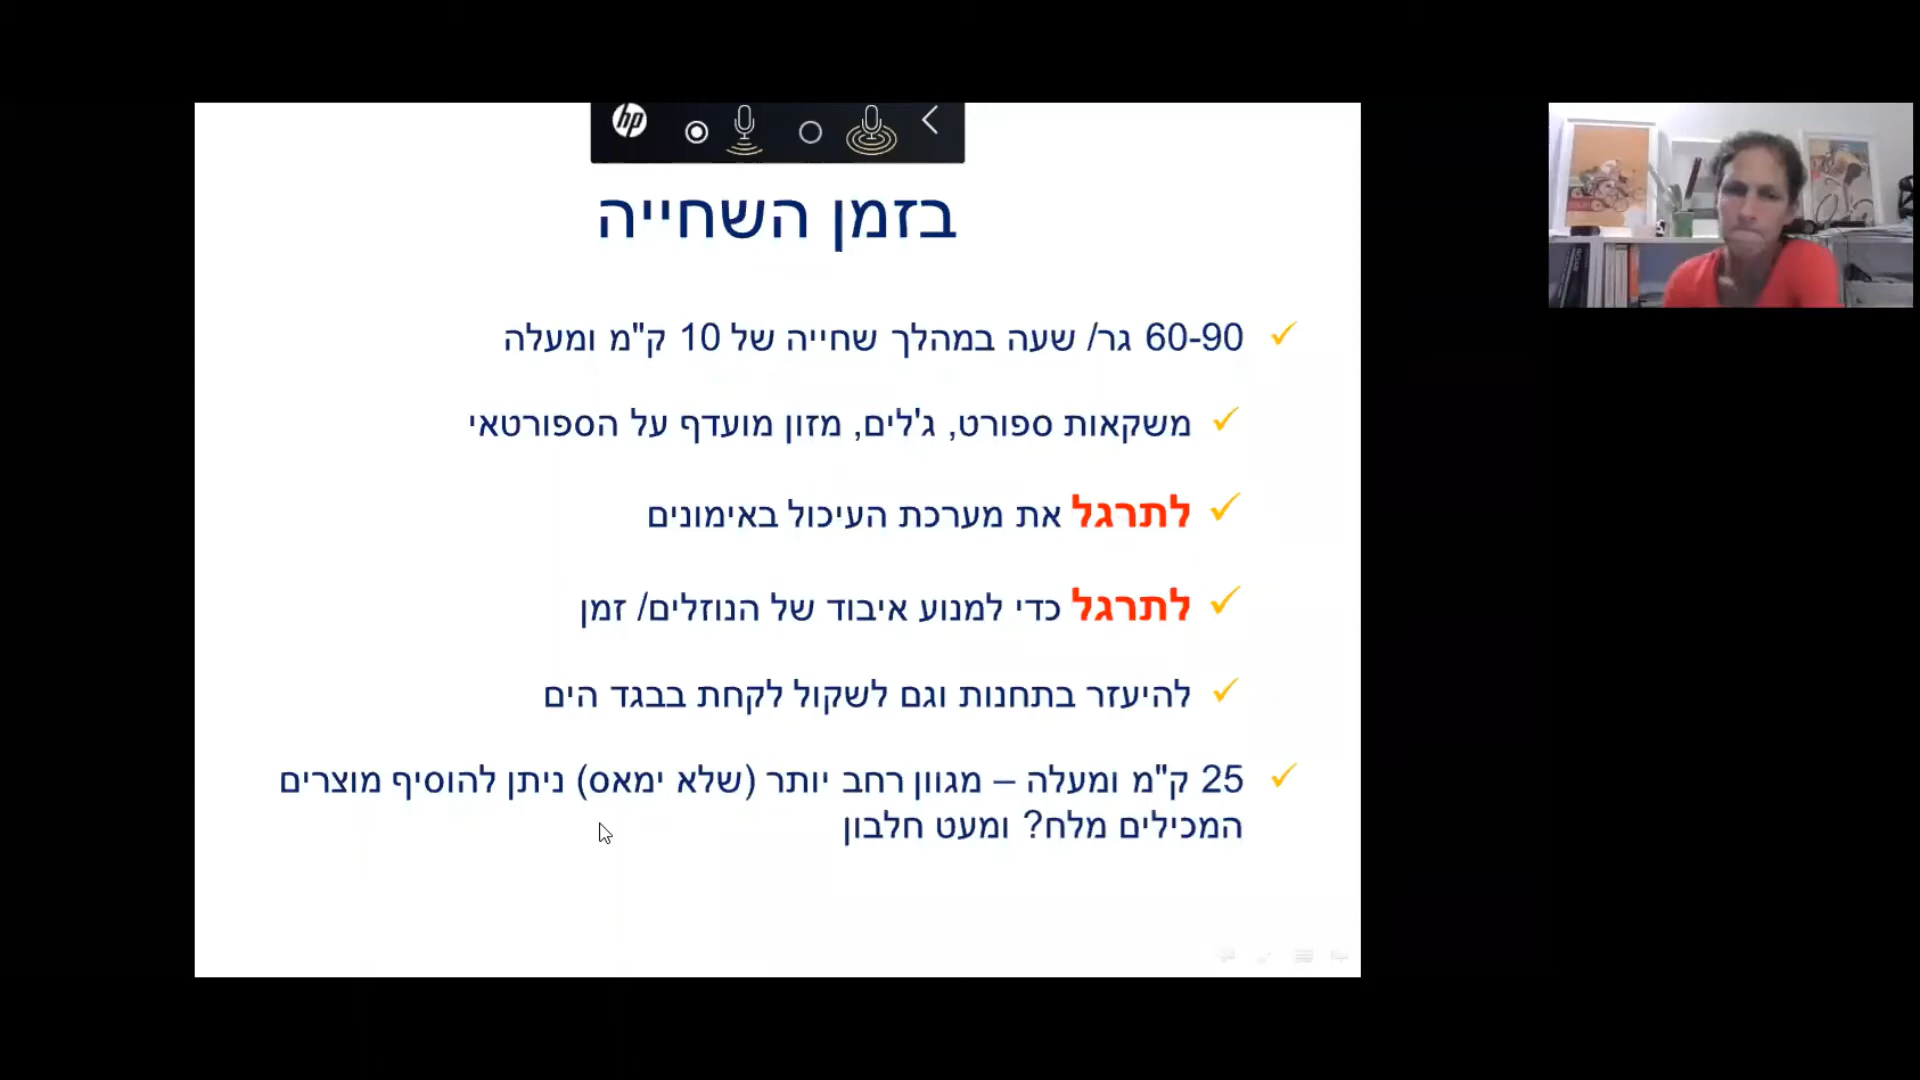 hp
בזמן השחייה
60-90 גר/ שעה במהלך שחייה של 10 ק"מ ומעלה
משקאות ספורט, ג'לים, מזון מועדף על הספורטאי
לתרגל את מערכת העיכול באימונים
לתרגל כדי למנוע איבוד של הנוזלים/ זמן
להיעזר בתחנות וגם לשקול לקחת בבגד הים
25 ק"מ ומעלה – מגוון רחב יותר (שלא ימאס) ניתן להוסיף מוצרים
המכילים מלח? ומעט חלבון